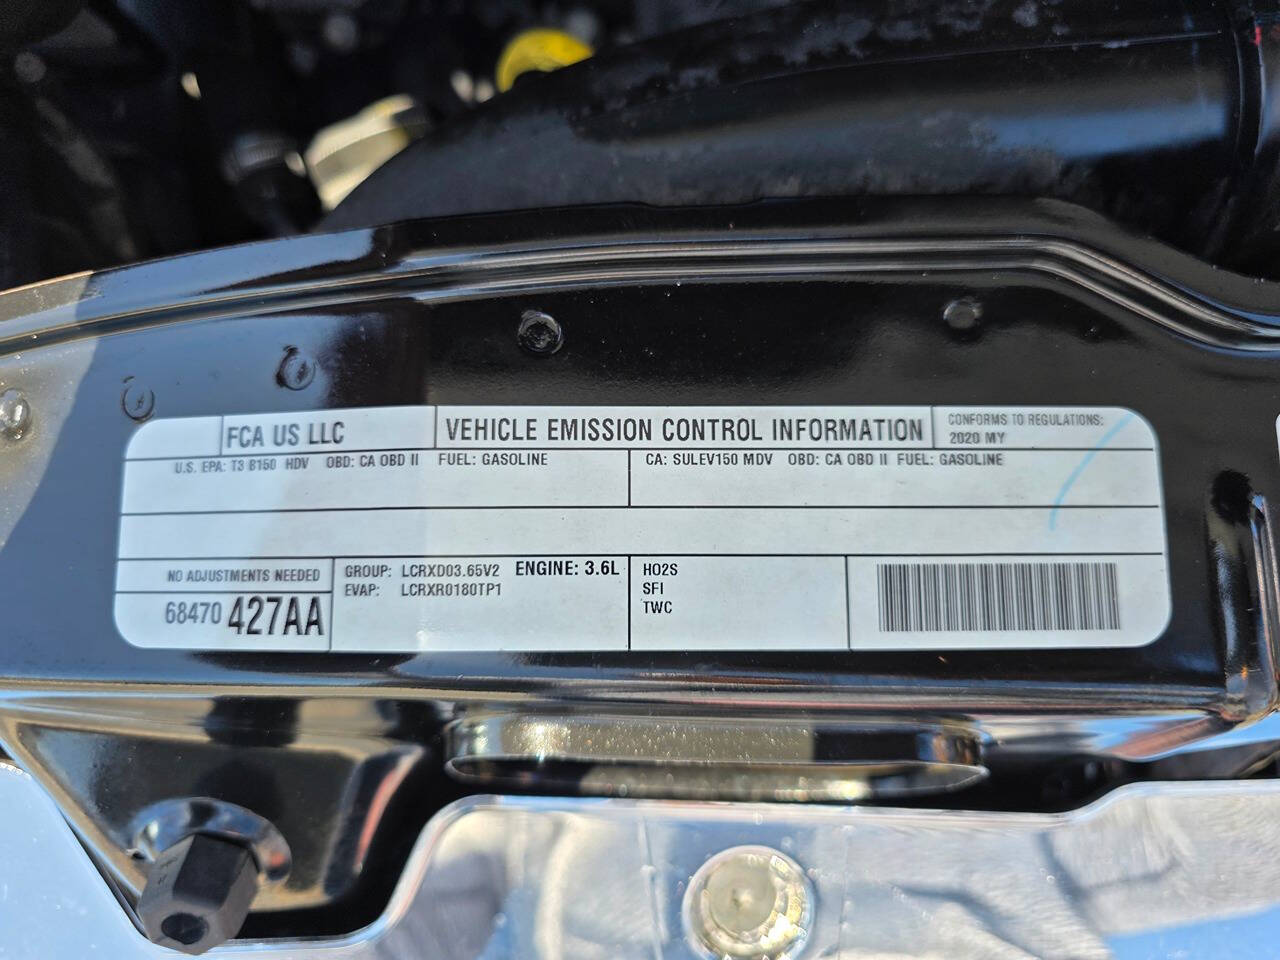 FCA US LLC
VEHICLE EMISSION CONTROL INFORMATION
CONFORMS TO REGULATIONS:
2020 MY
U.S. EPA: T3 B150 HDV OBD: CA OBD II FUEL: GASOLINE
CA: SULEV150 MDV OBD: CA OBD II FUEL: GASOLINE
NO ADJUSTMENTS NEEDED
68470 427AA
GROUP: LCRXD03.65V2 ENGINE: 3.6L
EVAP: LCRXR0180TP1
HO2S
SFI
TWC